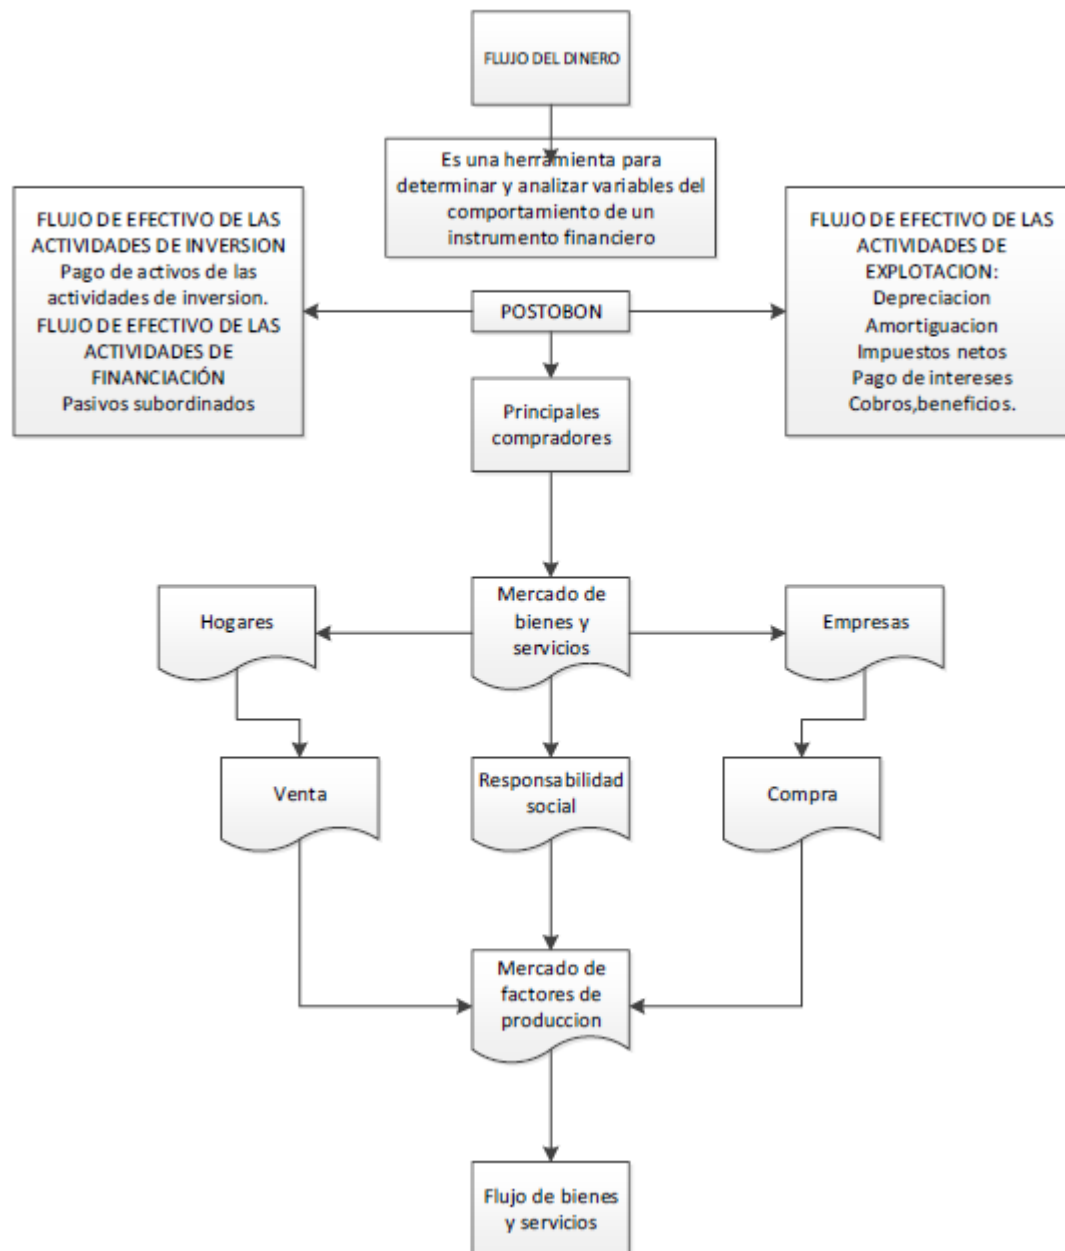 FLUJO DEL DINERO
Es una herramienta para
determinar y analizar variables del
comportamiento de un
instrumento financiero
FLUJO DE EFECTIVO DE LAS
ACTIVIDADES DE INVERSION
Pago de activos de las
actividades de inversion.
FLUJO DE EFECTIVO DE LAS
ACTIVIDADES DE
FINANCIACIÓN
Pasivos subordinados
POSTOBON
FLUJO DE EFECTIVO DE LAS
ACTIVIDADES DE
EXPLOTACION:
Depreciacion
Amortiguacion
Impuestos netos
Pago de intereses
Cobros,beneficios.
Principales
compradores
Hogares
Mercado de
bienes y
servicios
Empresas
Venta
Responsabilidad
social
Compra
Mercado de
factores de
produccion
Flujo de bienes
y servicios